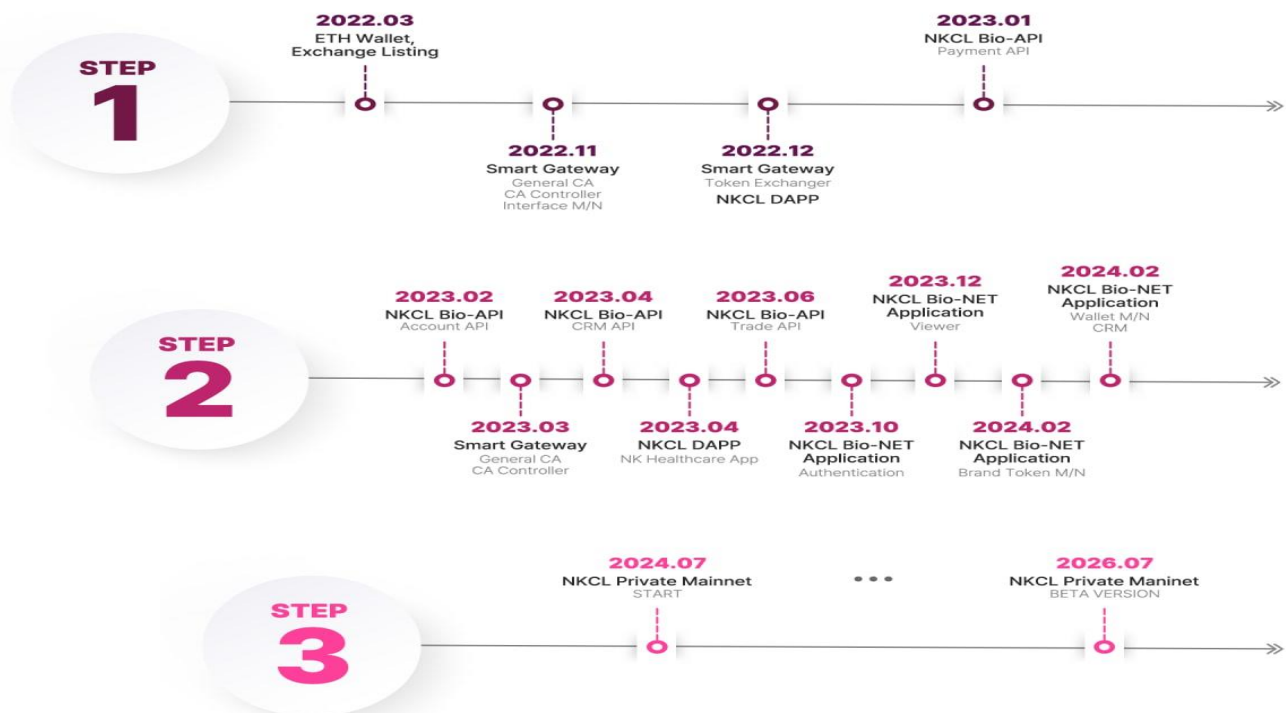 STEP
1
2022.03
ETH Wallet,
Exchange Listing
2022.11
Smart Gateway
General CA
CA Controller
Interface M/N
2022.12
Smart Gateway
Token Exchanger
NKCL DAPP
2023.01
NKCL Bio-API
Payment API
STEP
2
2023.02
NKCL Bio-API
Account API
2023.03
Smart Gateway
General CA
CA Controller
2023.04
NKCL Bio-API
CRM API
2023.04
NKCL DAPP
NK Healthcare App
2023.06
NKCL Bio-API
Trade API
2023.10
NKCL Bio-NET
Application
Authentication
2023.12
NKCL Bio-NET
Application
Viewer
2024.02
NKCL Bio-NET
Application
Brand Token M/N
2024.02
NKCL Bio-NET
Application
Wallet M/N
CRM
STEP
3
2024.07
NKCL Private Mainnet
START
•••
2026.07
NKCL Private Maninet
BETA VERSION